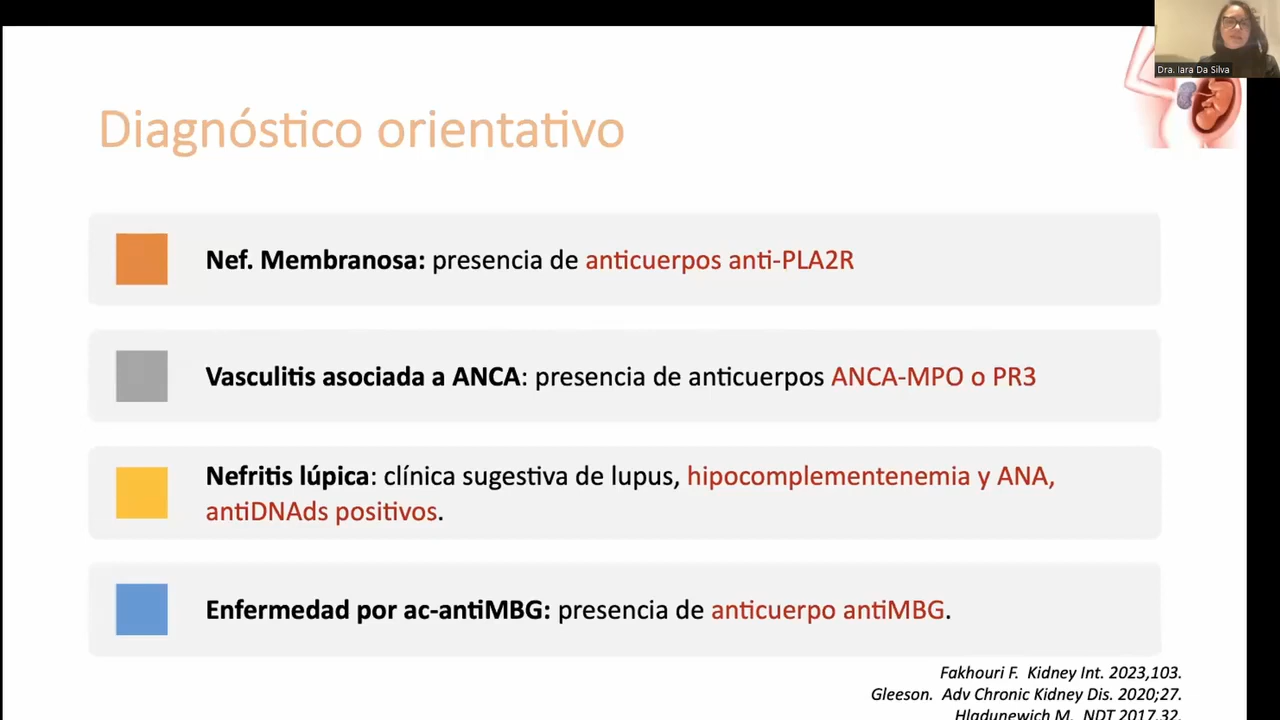 Dra. Iara Da Silva
Diagnóstico orientativo
Nef. Membranosa: presencia de anticuerpos anti-PLA2R
Vasculitis asociada a ANCA: presencia de anticuerpos ANCA-MPO o PR3
Nefritis lúpica: clínica sugestiva de lupus, hipocomplementenemia y ANA,
antiDNAds positivos.
Enfermedad por ac-antiMBG: presencia de anticuerpo antiMBG.
Fakhouri F. Kidney Int. 2023,103.
Gleeson. Adv Chronic Kidney Dis. 2020;27.
Hladunewich M. NDT 2017,32.